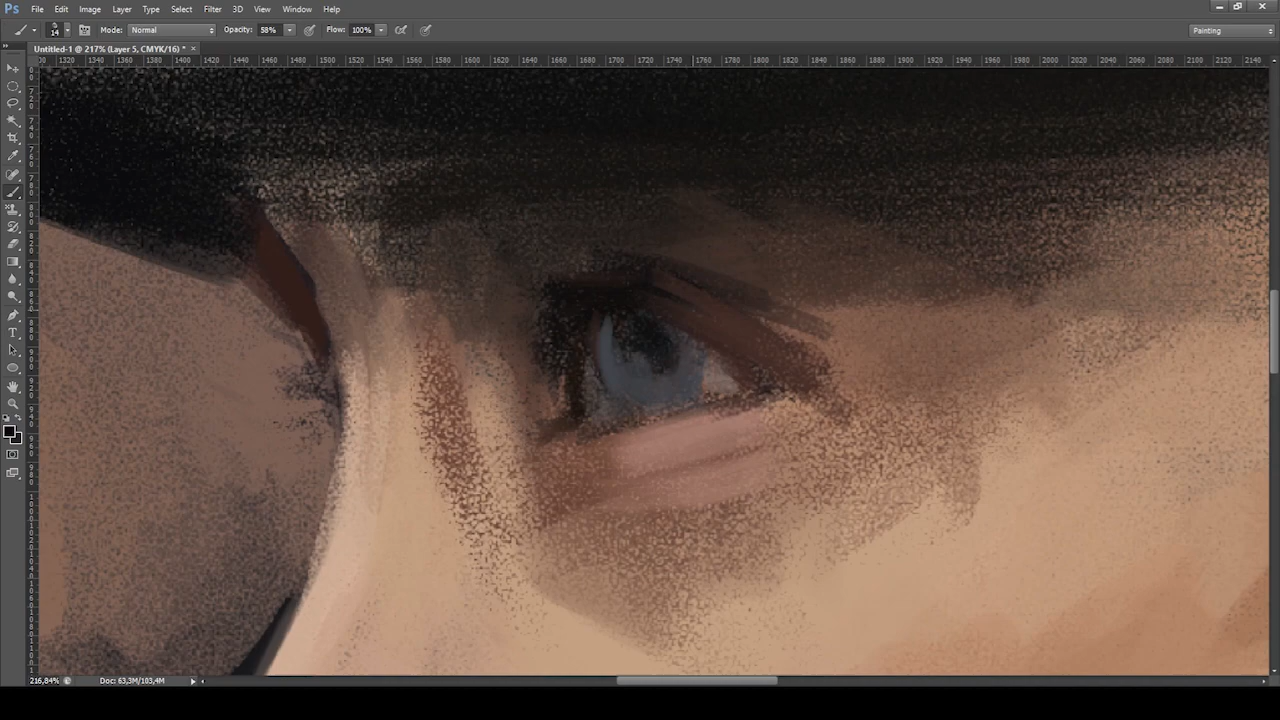 Ps File Edit Image Layer Type Select Filter 3D View Window Help
14 Mode: Normal Opacity: 58% Flow: 100% Painting
Untitled-1 @ 217% (Layer 5, CMYK/16) * ×
1320 1340 1360 1380 1400 1420 1440 1460 1480 1500 1520 1540 1560 1580 1600 1620 1640 1660 1680 1700 1720 1740 1760 1780 1800 1820 1840 1860 1880 1900 1920 1940 1960 1980 2000 2020 2040 2060 2080 2100 2120 2140
216,84% Doc: 63,3M/103,4M